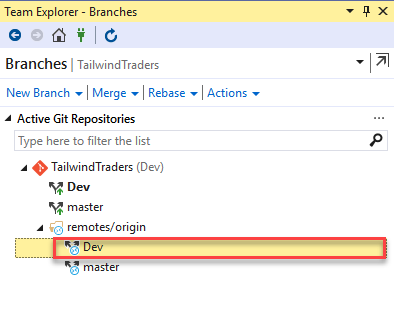 Team Explorer - Branches
Branches | TailwindTraders
New Branch | Merge | Rebase | Actions
Active Git Repositories
Type here to filter the list
TailwindTraders (Dev)
Dev
master
remotes/origin
Dev
master